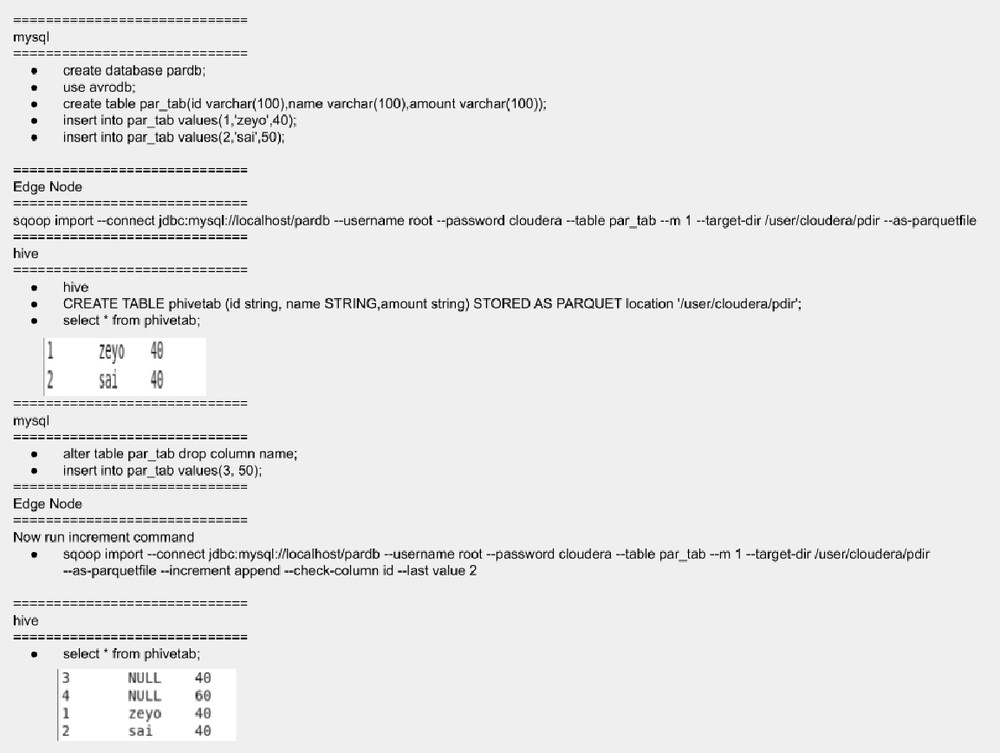 =============================
mysql
=============================
● create database pardb;
● use avrodb;
● create table par_tab(id varchar(100),name varchar(100),amount varchar(100));
● insert into par_tab values(1,'zeyo',40);
● insert into par_tab values(2,'sai',50);
=============================
Edge Node
=============================
sqoop import --connect jdbc:mysql://localhost/pardb --username root --password cloudera --table par_tab --m 1 --target-dir /user/cloudera/pdir --as-parquetfile
=============================
hive
=============================
● hive
● CREATE TABLE phivetab (id string, name STRING,amount string) STORED AS PARQUET location '/user/cloudera/pdir';
● select * from phivetab;
1 zeyo 40
2 sai 40
=============================
mysql
=============================
● alter table par_tab drop column name;
● insert into par_tab values(3, 50);
=============================
Edge Node
=============================
Now run increment command
● sqoop import --connect jdbc:mysql://localhost/pardb --username root --password cloudera --table par_tab --m 1 --target-dir /user/cloudera/pdir
--as-parquetfile --increment append --check-column id --last value 2
=============================
hive
=============================
● select * from phivetab;
3 NULL 40
4 NULL 60
1 zeyo 40
2 sai 40